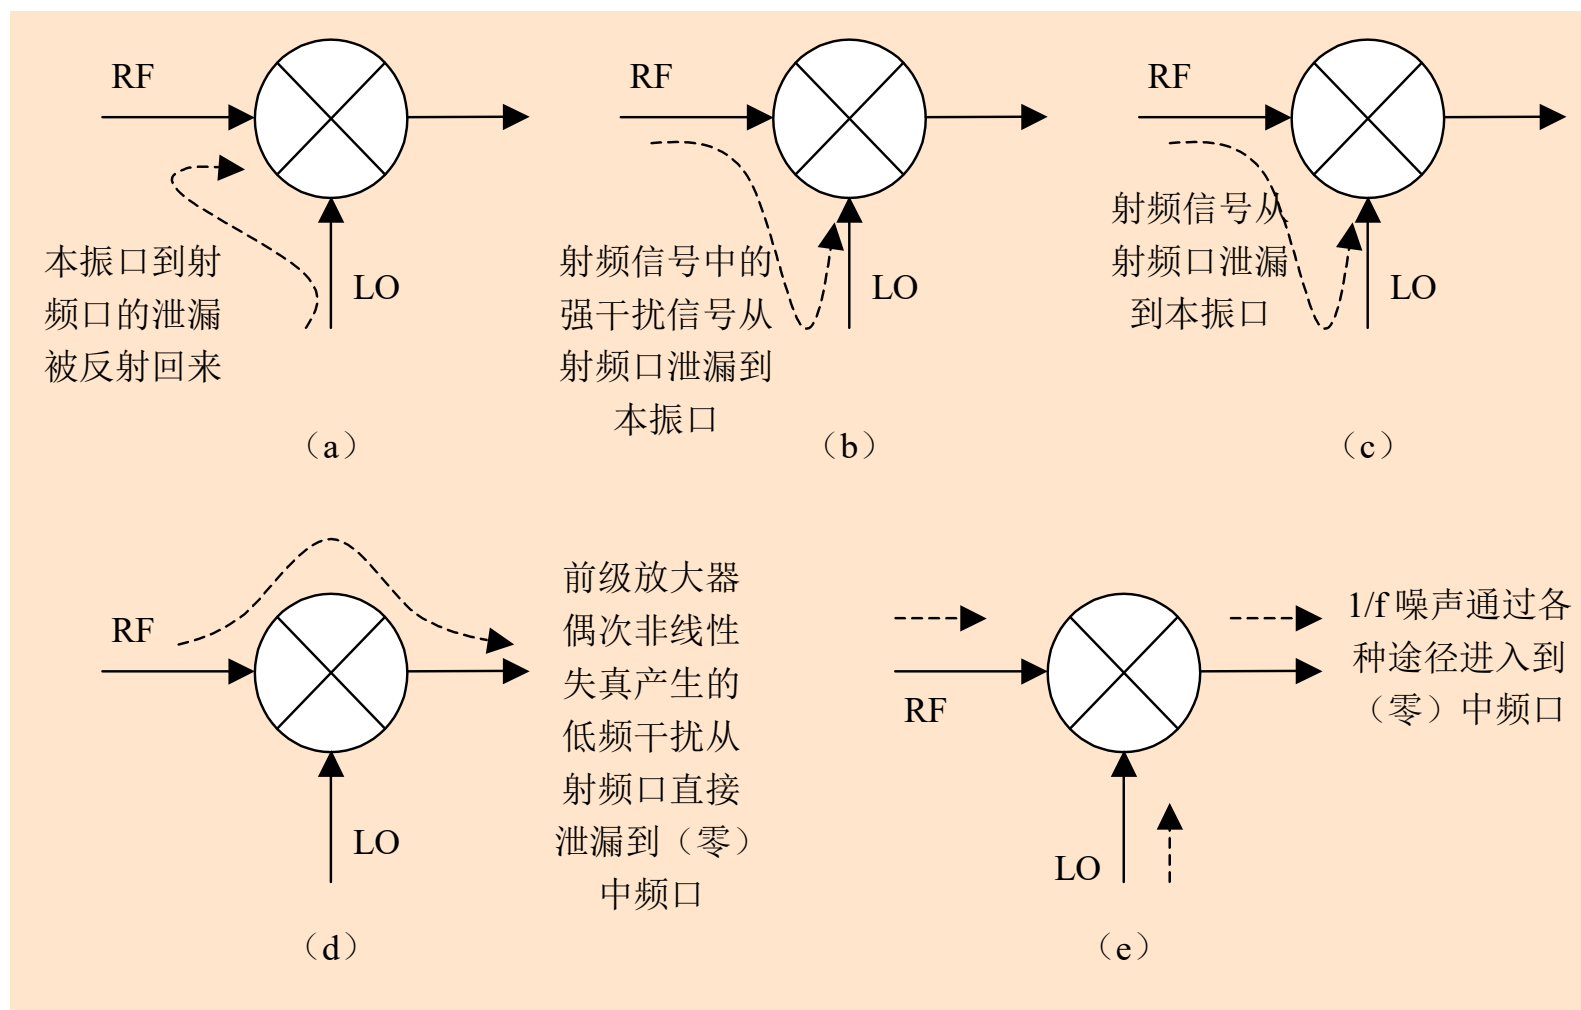 RF
LO
本振口到射
频口的泄漏
被反射回来
（a）
RF
LO
射频信号中的
强干扰信号从
射频口泄漏到
本振口
（b）
RF
射频信号从
射频口泄漏
到本振口
LO
（c）
RF
LO
前级放大器
偶次非线性
失真产生的
低频干扰从
射频口直接
泄漏到（零）
中频口
（d）
RF
LO
1/f 噪声通过各
种途径进入到
（零）中频口
（e）